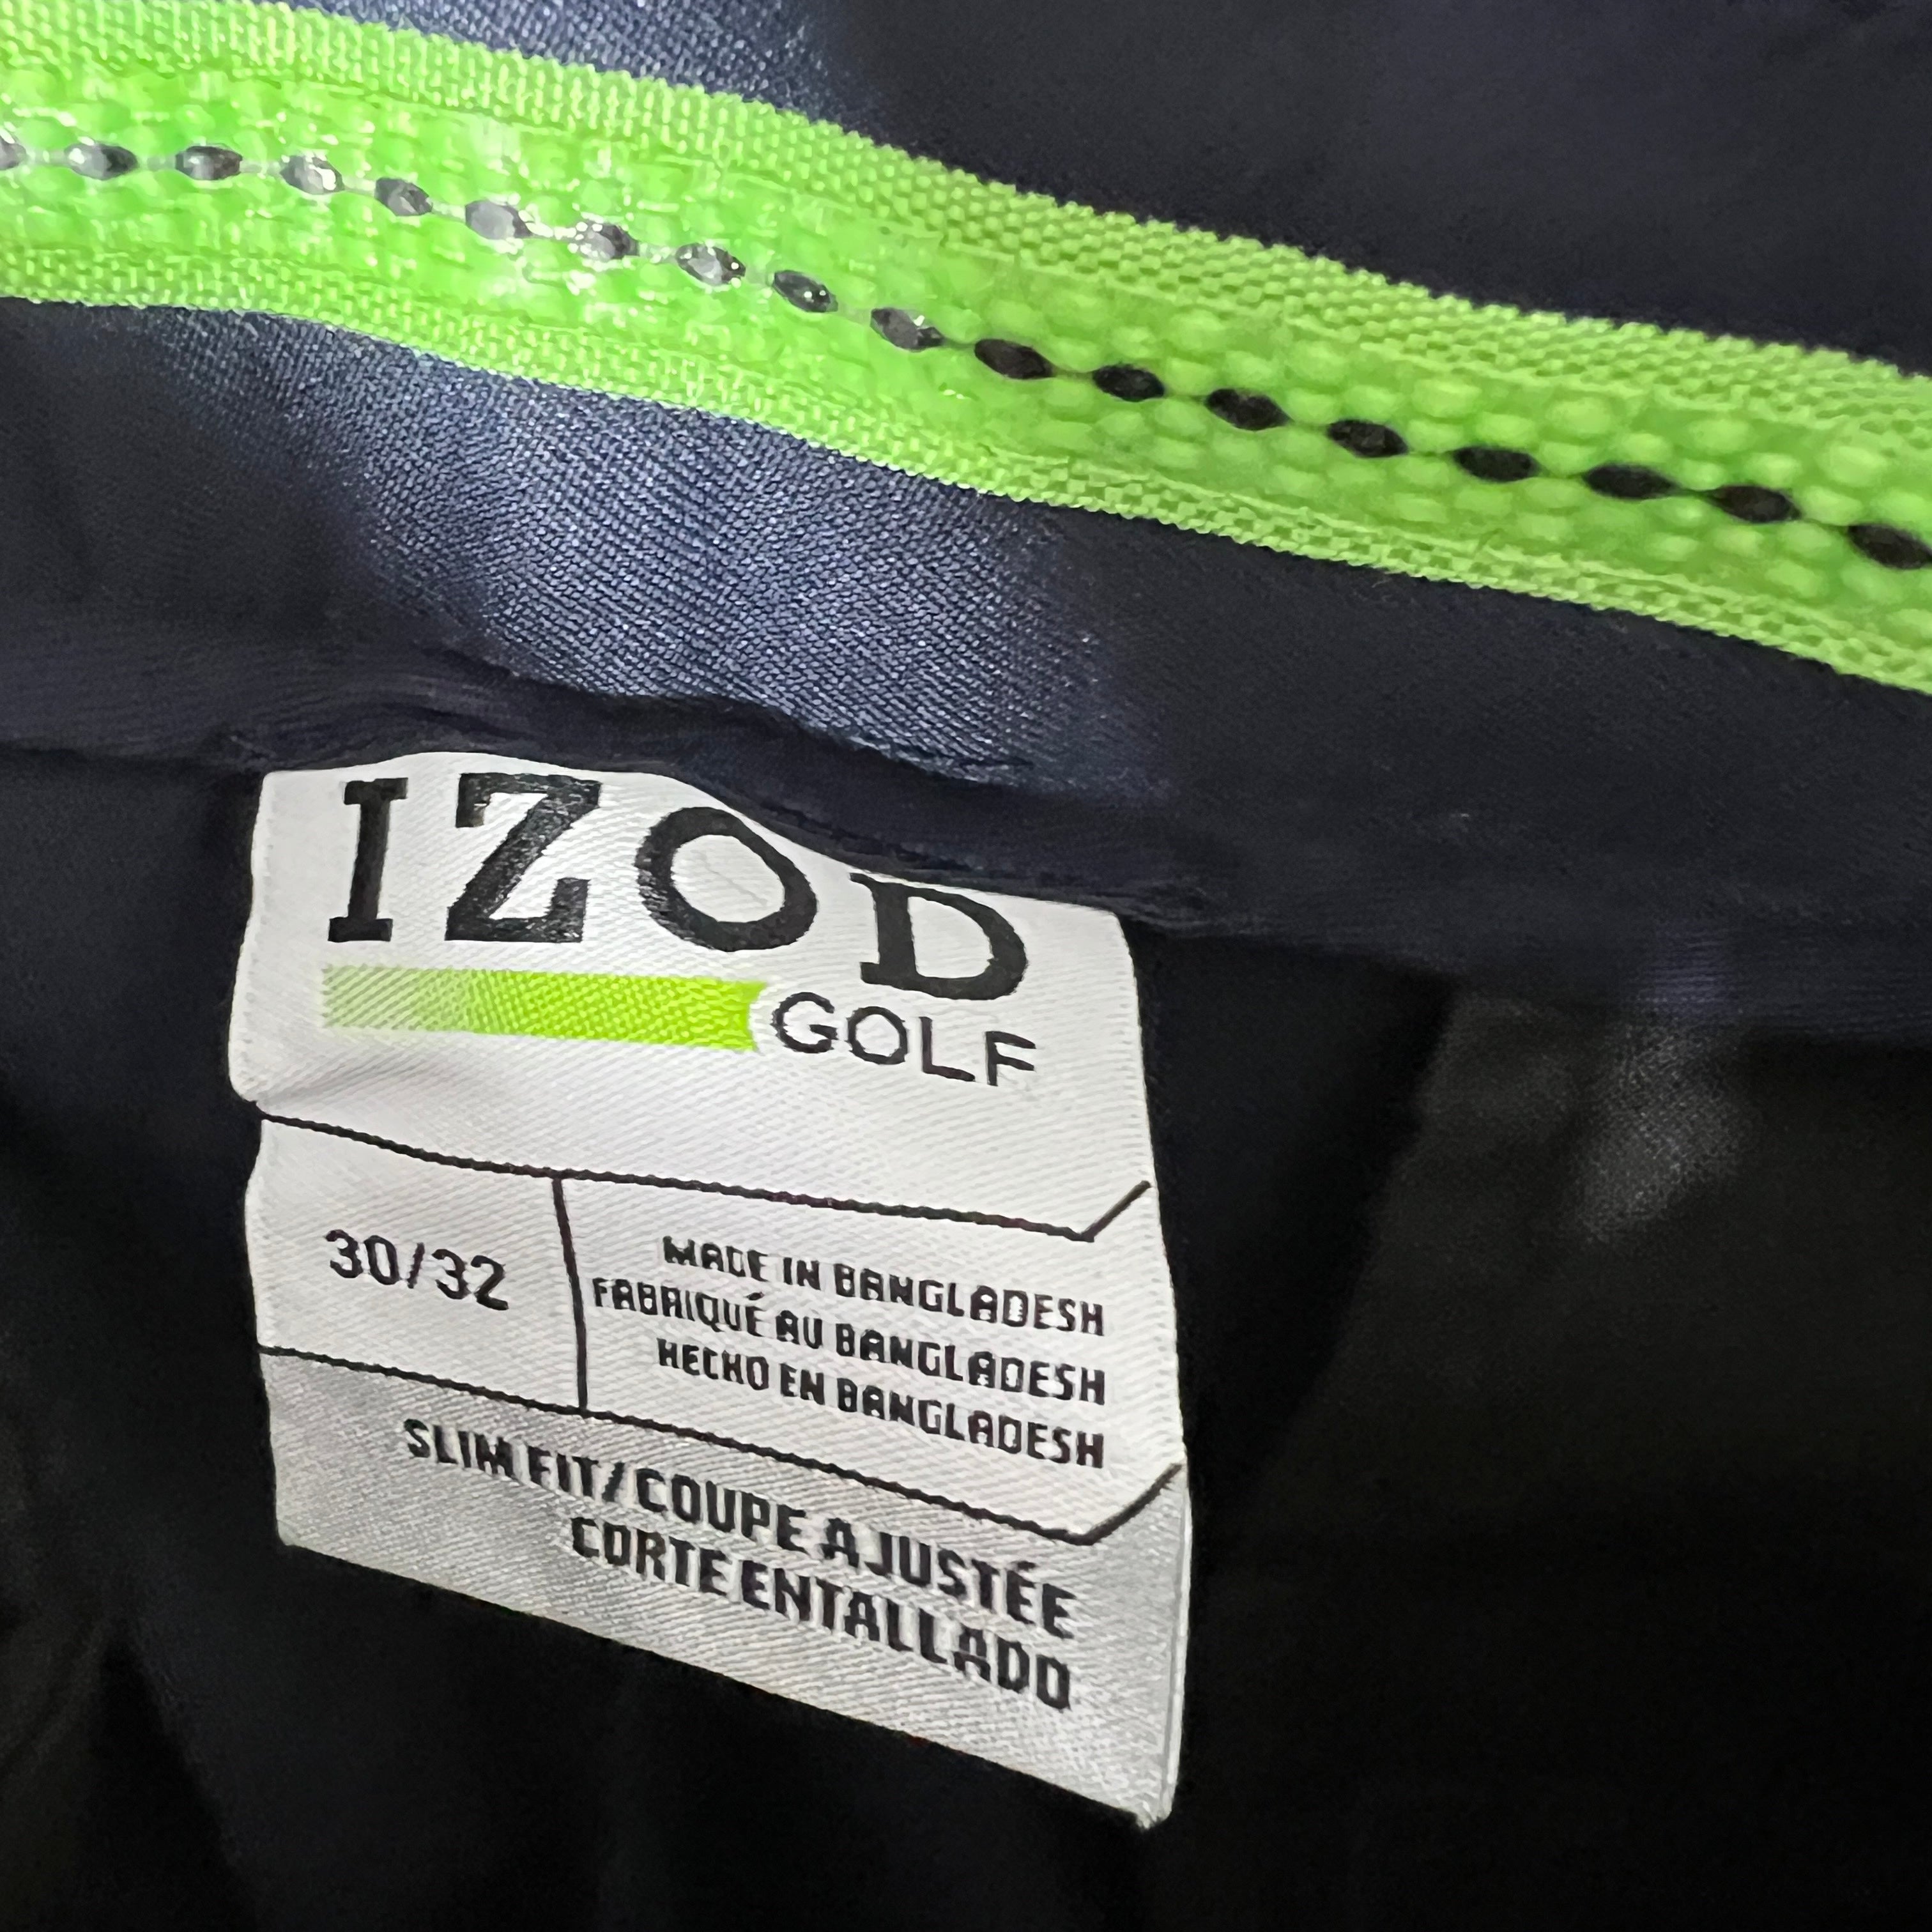 IZOD
GOLF
30/32
MADE IN BANGLADESH
FABRIQUÉ AU BANGLADESH
HECHO EN BANGLADESH
SLIM FIT/COUPE AJUSTÉE
CORTE ENTALLADO